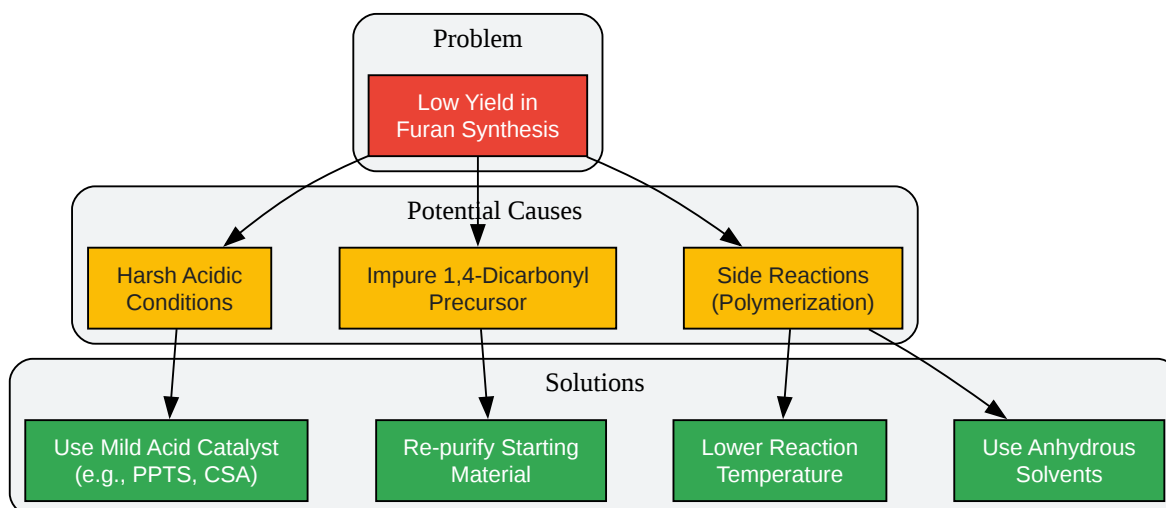 Problem
Low Yield in
Furan Synthesis
Potential Causes
Harsh Acidic
Conditions
Impure 1,4-Dicarbonyl
Precursor
Side Reactions
(Polymerization)
Solutions
Use Mild Acid Catalyst
(e.g., PPTS, CSA)
Re-purify Starting
Material
Lower Reaction
Temperature
Use Anhydrous
Solvents